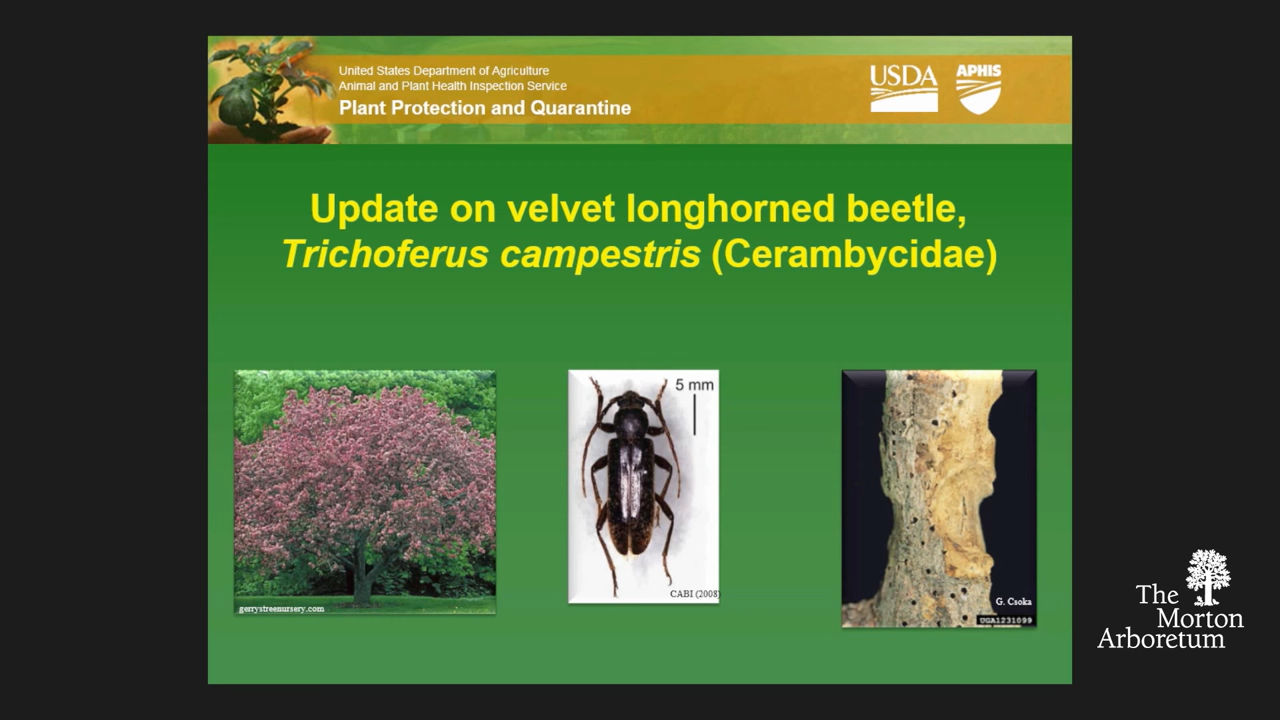 United States Department of Agriculture
Animal and Plant Health Inspection Service
Plant Protection and Quarantine
USDA
APHIS
Update on velvet longhorned beetle,
Trichoferus campestris (Cerambycidae)
gerrystreenursery.com
5 mm
CABI (2008)
G. Csoka
UGA1231099
The
Morton
Arboretum